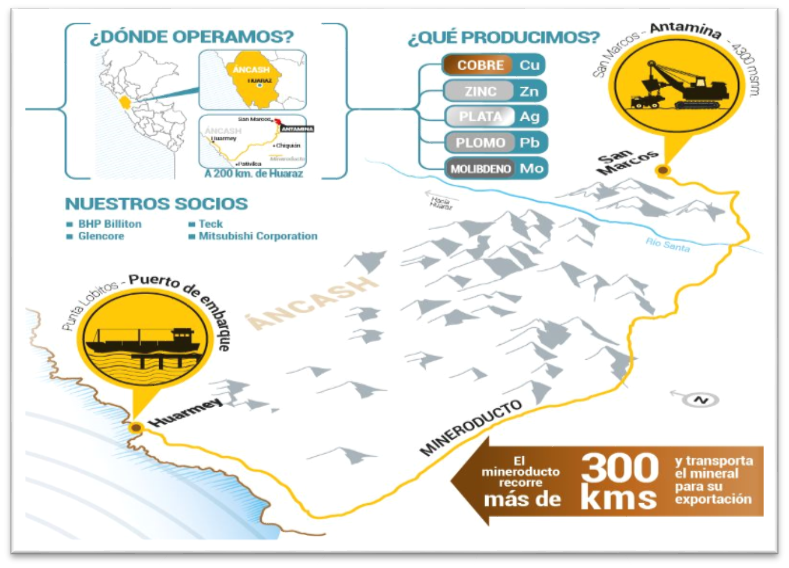 ¿DÓNDE OPERAMOS?
ÁNCASH
HUARAZ
San Marcos
ANTAMINA
ÁNCASH
Huarmey
Chiquián
Mineroducto
Pativilca
A 200 km. de Huaraz
¿QUÉ PRODUCIMOS?
COBRE Cu
ZINC Zn
PLATA Ag
PLOMO Pb
MOLIBDENO Mo
San Marcos - Antamina - 4300 msnm.
San
Marcos
NUESTROS SOCIOS
BHP Billiton
Glencore
Teck
Mitsubishi Corporation
Hacia
Huaraz
Río Santa
ÁNCASH
Punta Lobitos - Puerto de embarque
Huarmey
MINERODUCTO
N
El
mineroducto
recorre
más de
300
kms
y transporta
el mineral
para su
exportación